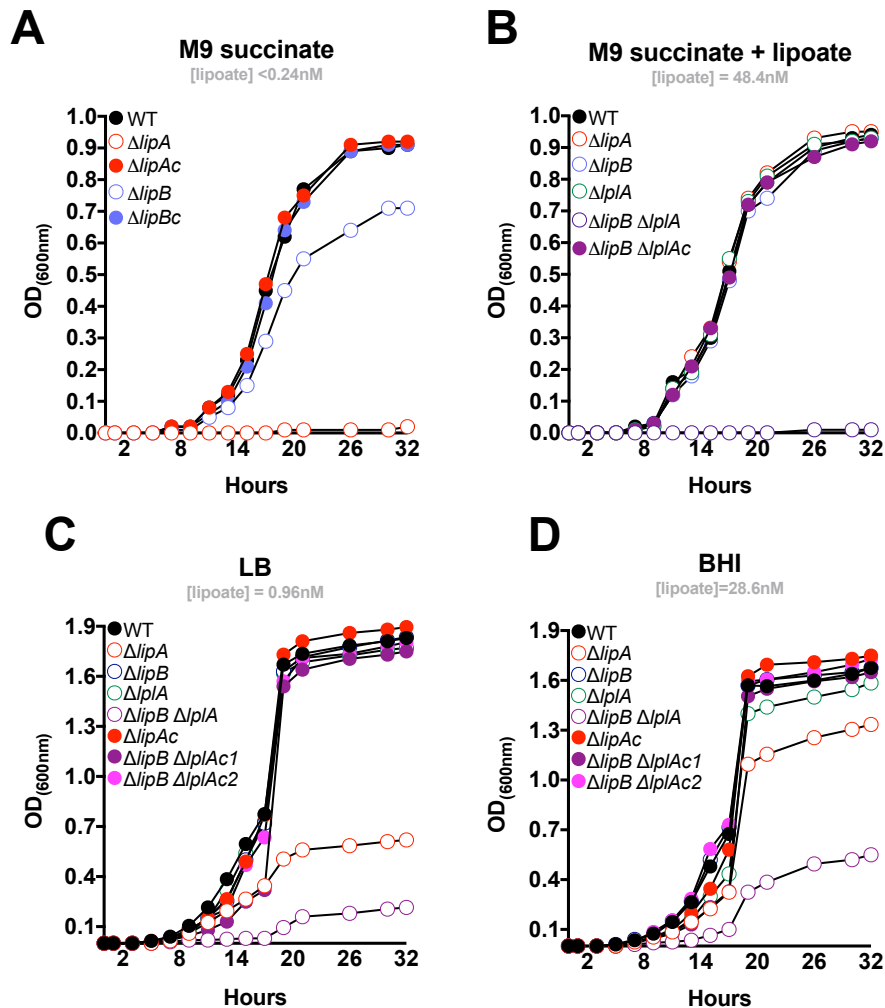 A
M9 succinate
[lipoate] <0.24nM
1.0
0.9
0.8
0.7
0.6
0.5
0.4
0.3
0.2
0.1
0.0
OD(600nm)
WT
ΔlipA
ΔlipAc
ΔlipB
ΔlipBc
2 8 14 20 26 32
Hours
B
M9 succinate + lipoate
[lipoate] = 48.4nM
1.0
0.9
0.8
0.7
0.6
0.5
0.4
0.3
0.2
0.1
0.0
OD(600nm)
WT
ΔlipA
ΔlipB
ΔlplA
ΔlipB ΔlplA
ΔlipB ΔlplAc
2 8 14 20 26 32
Hours
C
LB
[lipoate] = 0.96nM
1.9
1.6
1.3
1.0
0.7
0.4
0.1
OD(600nm)
WT
ΔlipA
ΔlipB
ΔlplA
ΔlipB ΔlplA
ΔlipAc
ΔlipB ΔlplAc1
ΔlipB ΔlplAc2
2 8 14 20 26 32
Hours
D
BHI
[lipoate]=28.6nM
1.9
1.6
1.3
1.0
0.7
0.4
0.1
OD(600nm)
WT
ΔlipA
ΔlipB
ΔlplA
ΔlipB ΔlplA
ΔlipAc
ΔlipB ΔlplAc1
ΔlipB ΔlplAc2
2 8 14 20 26 32
Hours